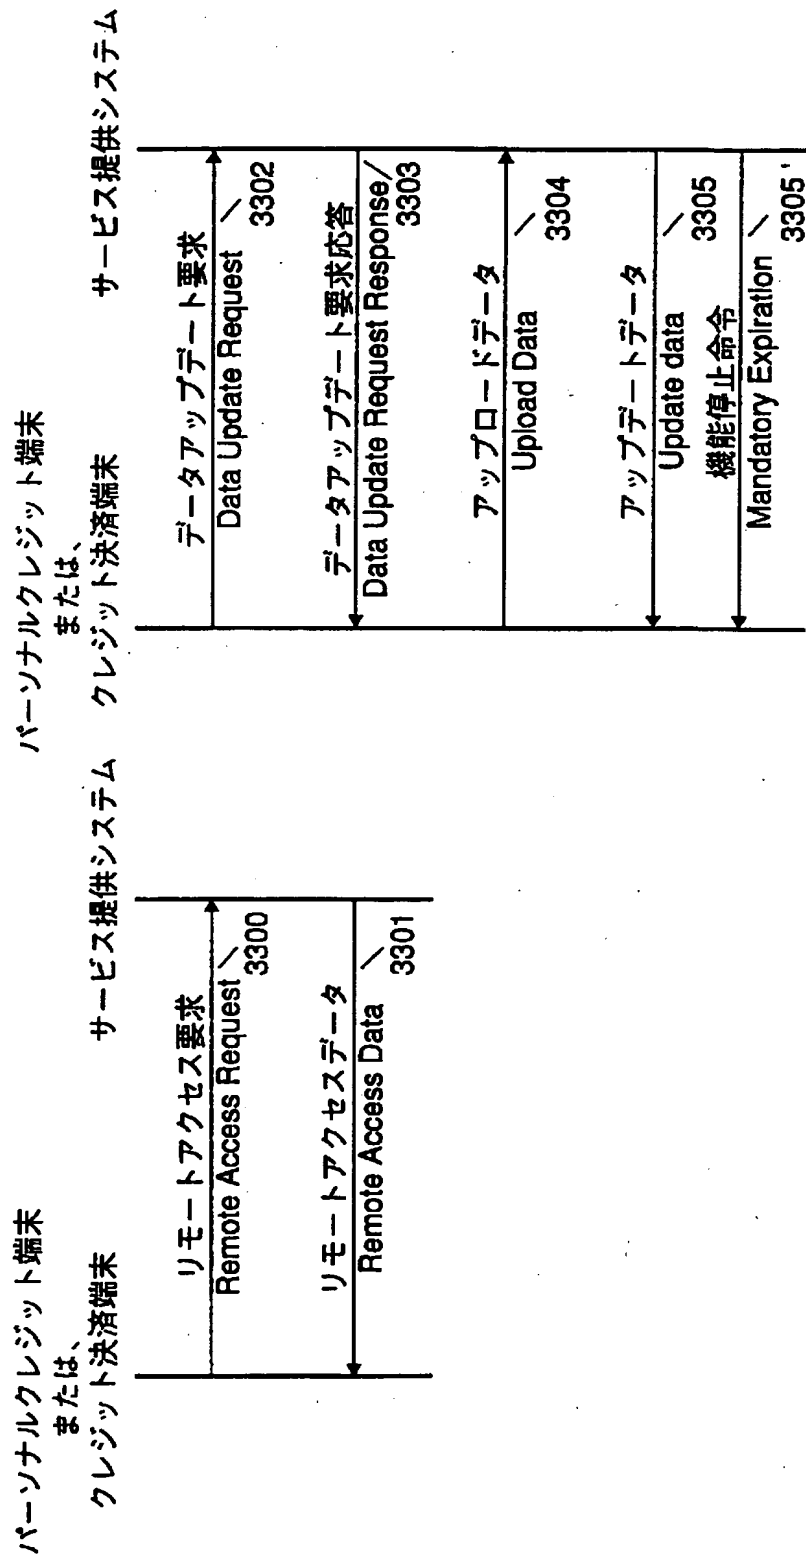 パーソナルクレジット端末
または、
クレジット決済端末
サービス提供システム
リモートアクセス要求
Remote Access Request
3300
リモートアクセスデータ
Remote Access Data
3301
パーソナルクレジット端末
または、
クレジット決済端末
サービス提供システム
データアップデート要求
Data Update Request
3302
データアップデート要求応答
Data Update Request Response
3303
アップロードデータ
Upload Data
3304
アップデートデータ
Update data
3305
機能停止命令
Mandatory Expiration
3305'